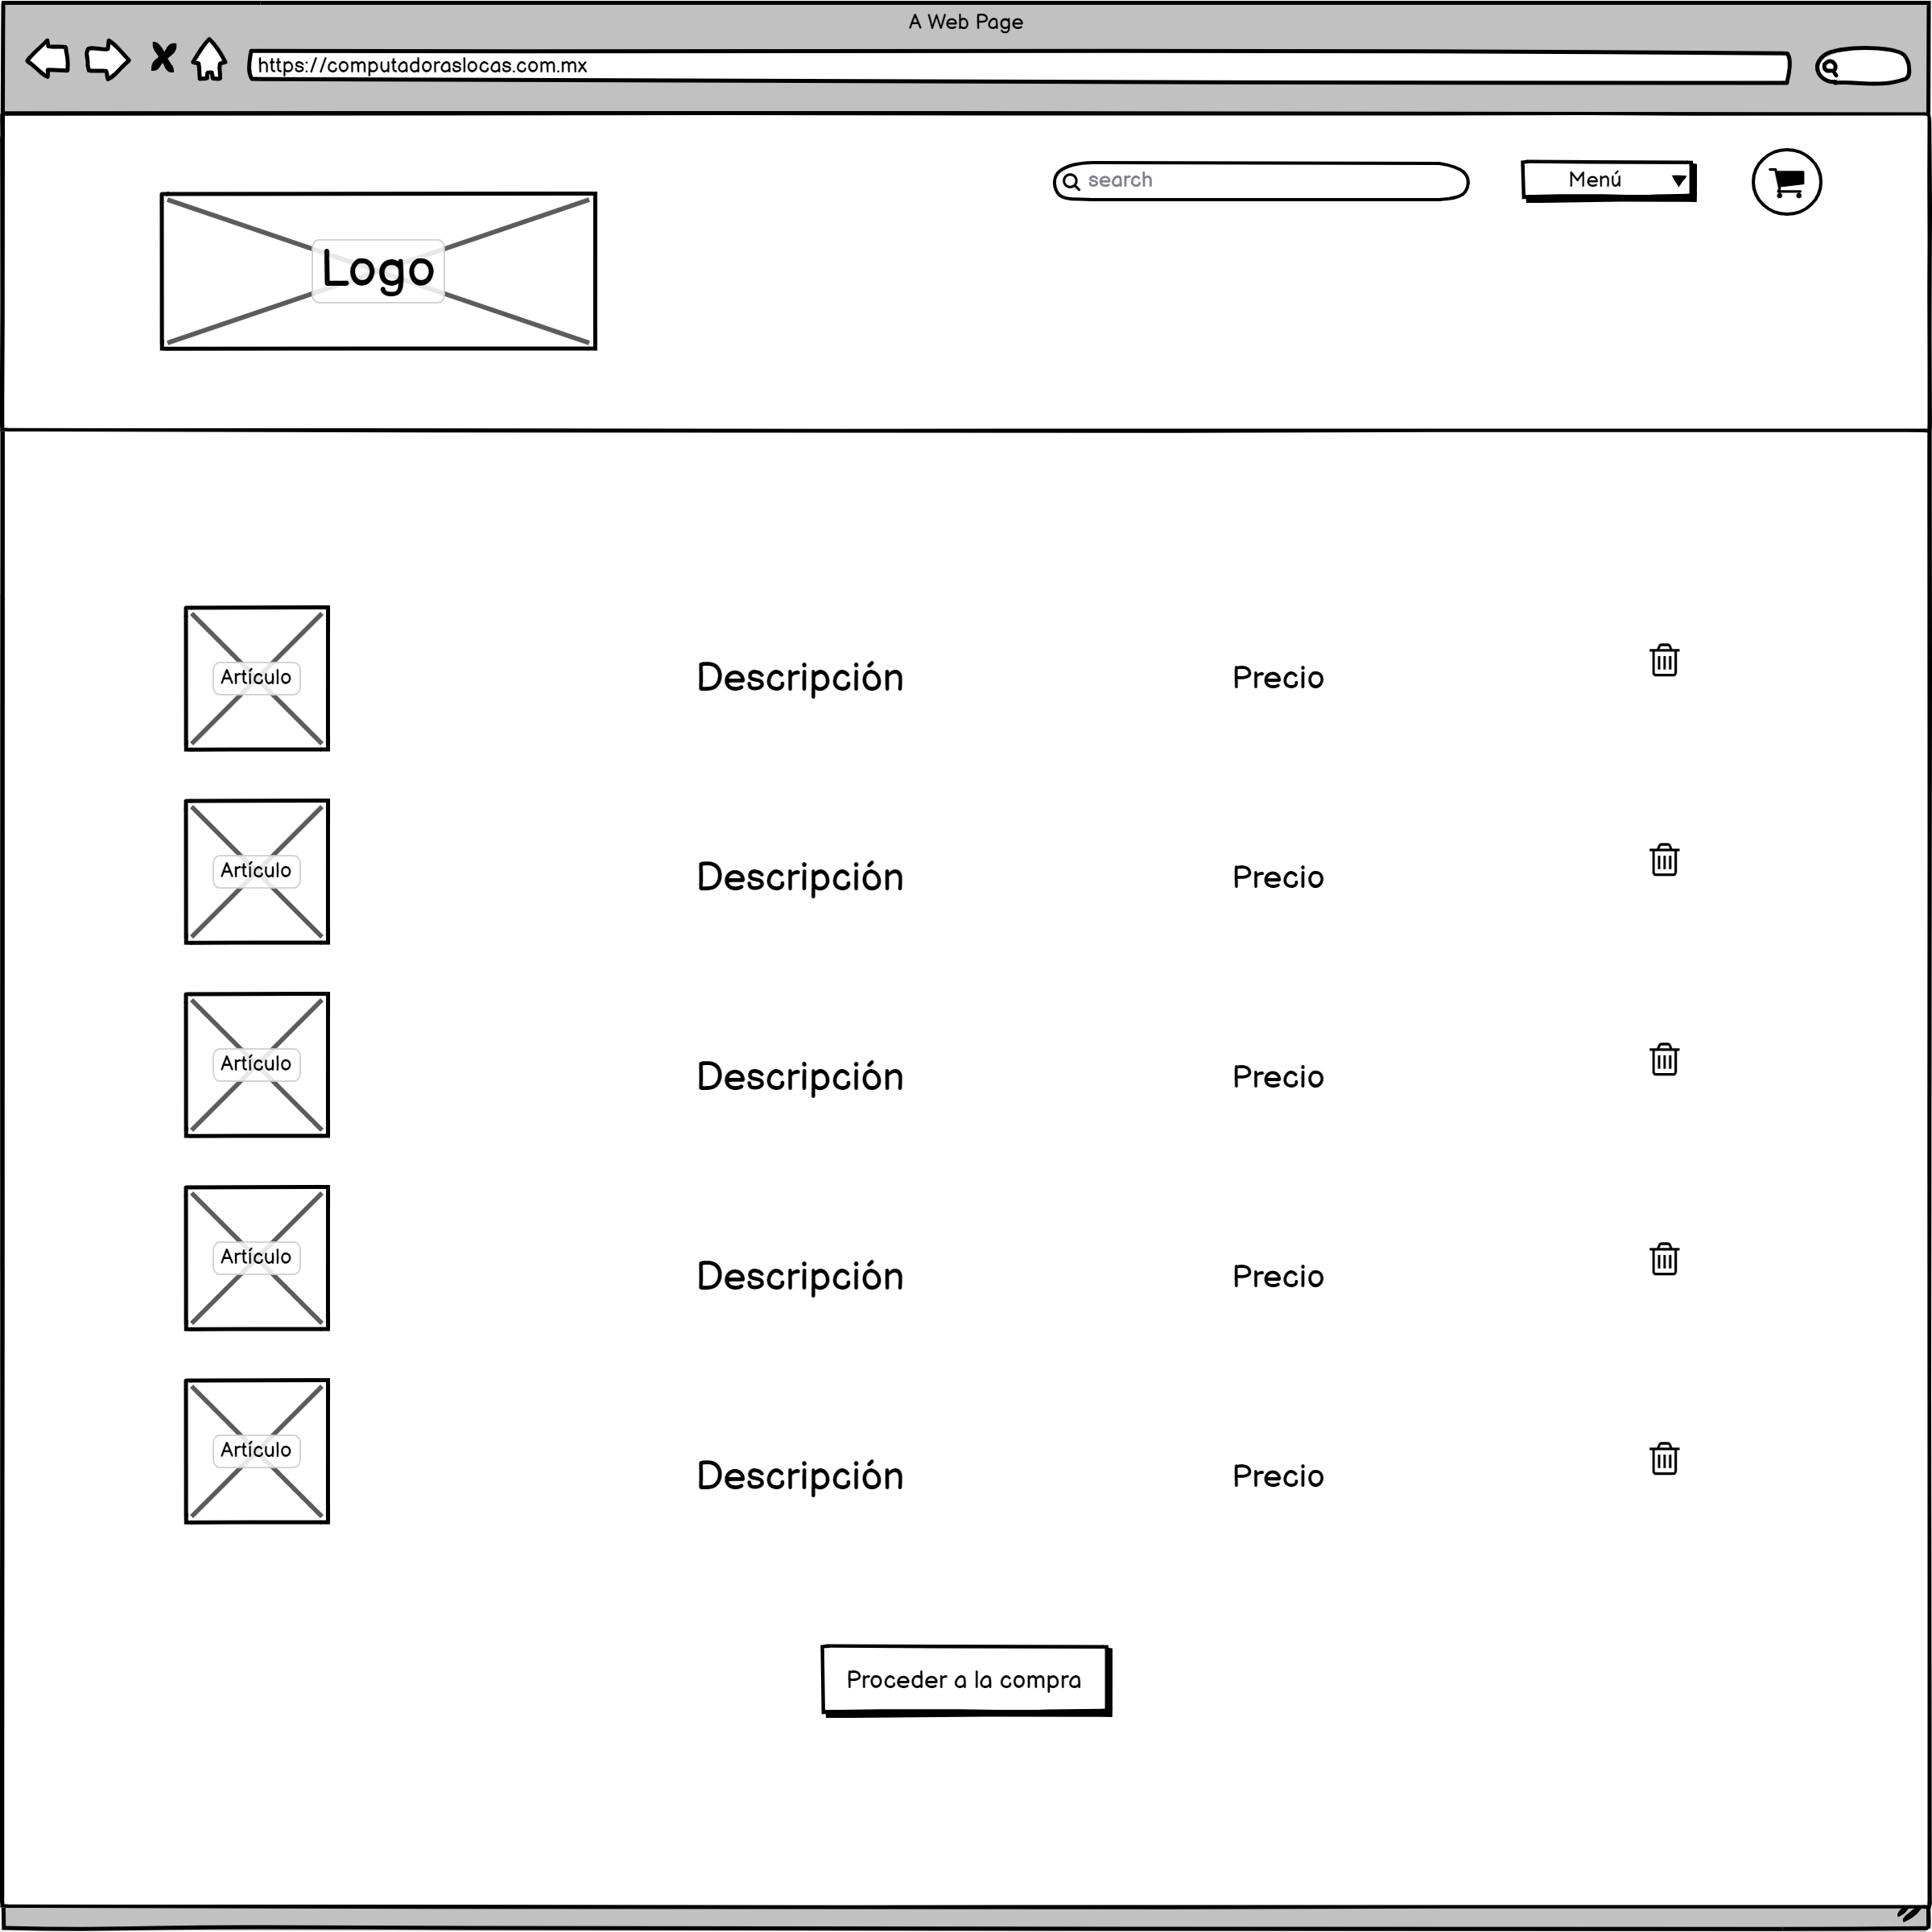 A Web Page
https://computadoraslocas.com.mx
search
Menú
Logo
Artículo
Descripción
Precio
Artículo
Descripción
Precio
Artículo
Descripción
Precio
Artículo
Descripción
Precio
Artículo
Descripción
Precio
Proceder a la compra